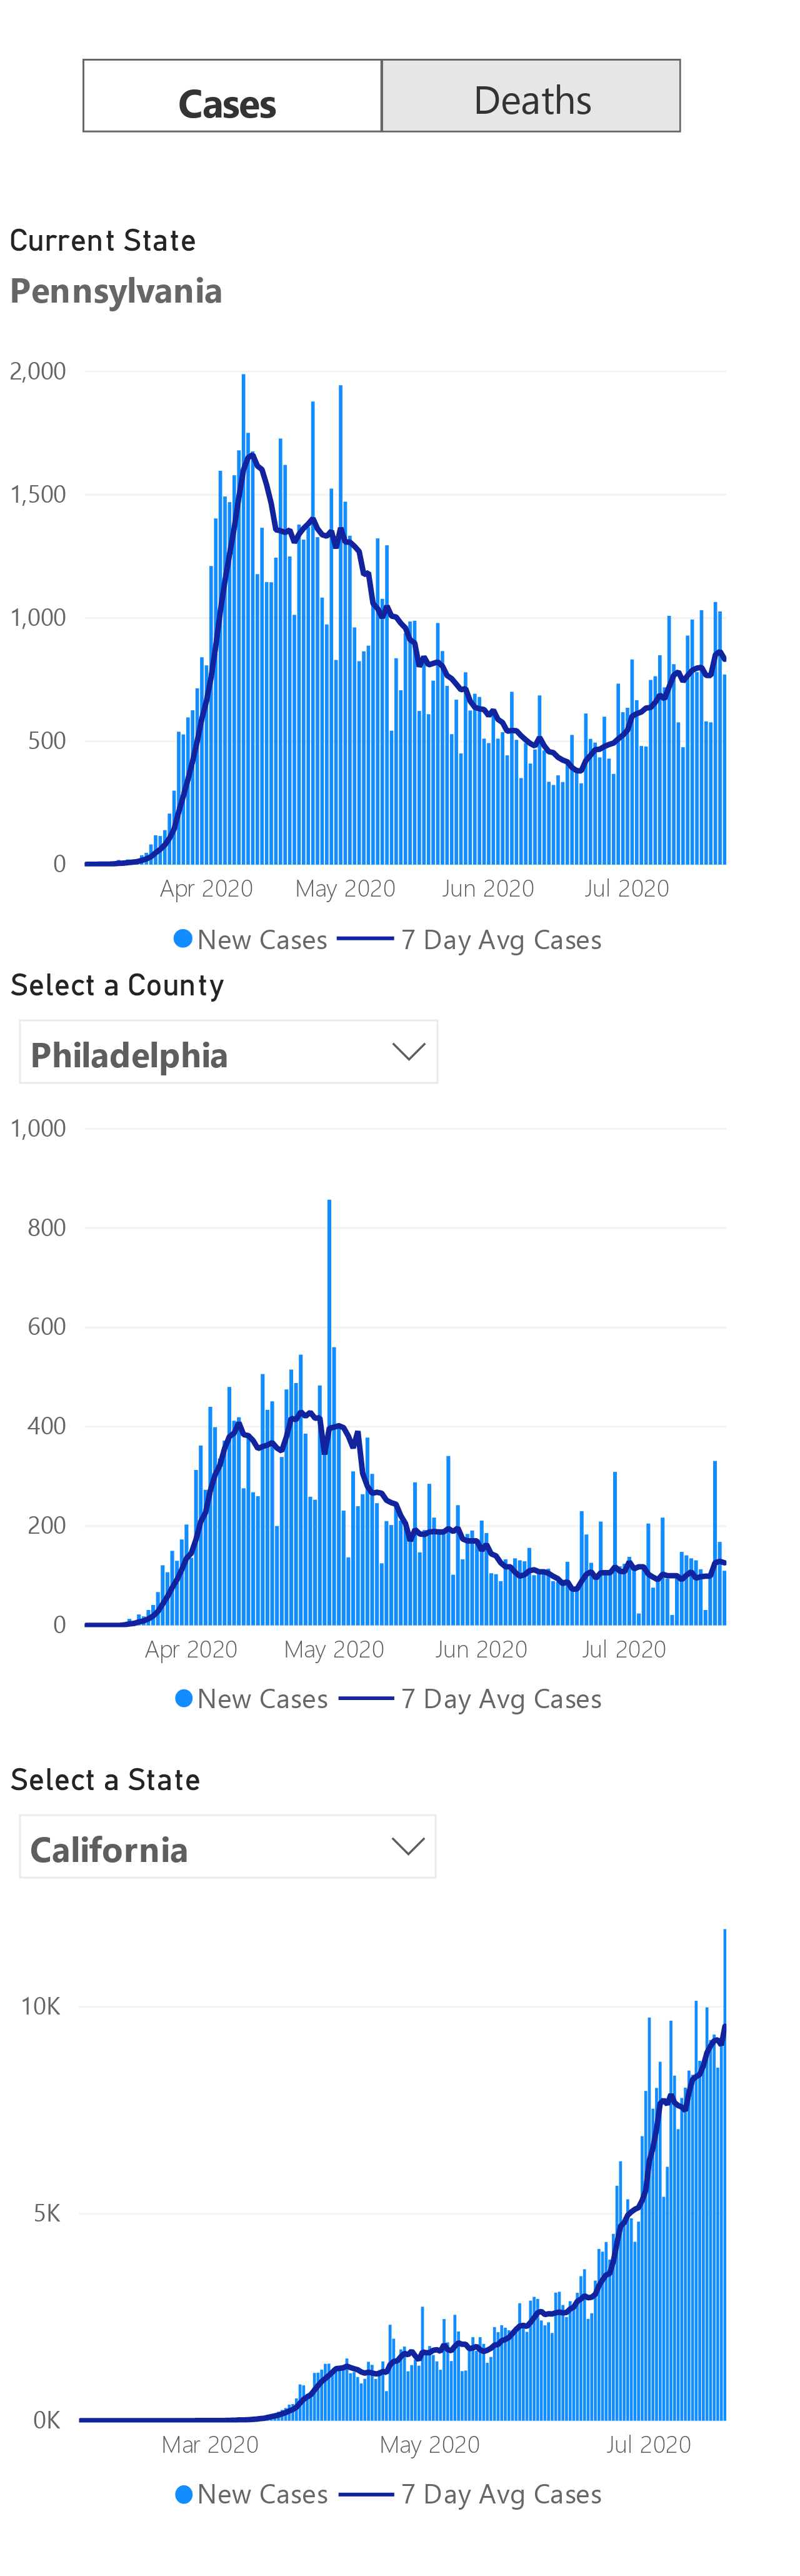 Cases Deaths
Current State
Pennsylvania
2,000
1,500
1,000
500
0
Apr 2020 May 2020 Jun 2020 Jul 2020
New Cases 7 Day Avg Cases
Select a County
Philadelphia
1,000
800
600
400
200
0
Apr 2020 May 2020 Jun 2020 Jul 2020
New Cases 7 Day Avg Cases
Select a State
California
10K
5K
0K
Mar 2020 May 2020 Jul 2020
New Cases 7 Day Avg Cases